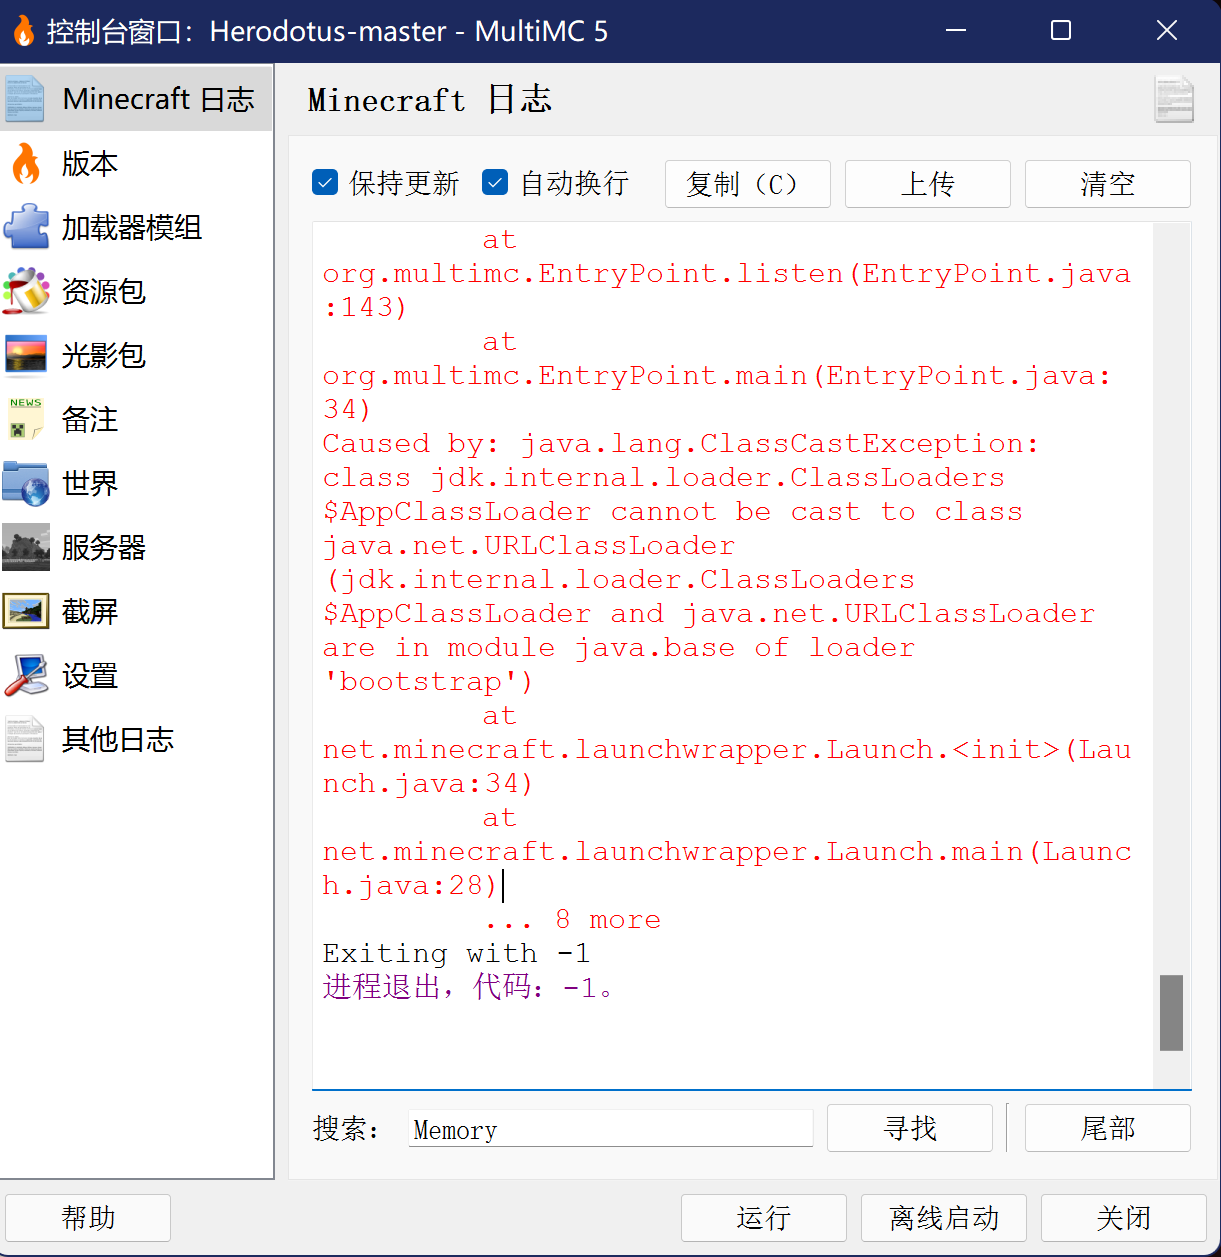 控制台窗口：Herodotus-master - MultiMC 5
Minecraft 日志
版本
加载器模组
资源包
光影包
NEWS
备注
世界
服务器
截屏
设置
其他日志
Minecraft 日志
保持更新 自动换行 复制（C） 上传 清空
at
org.multimc.EntryPoint.listen(EntryPoint.java
:143)
at
org.multimc.EntryPoint.main(EntryPoint.java:
34)
Caused by: java.lang.ClassCastException:
class jdk.internal.loader.ClassLoaders
$AppClassLoader cannot be cast to class
java.net.URLClassLoader
(jdk.internal.loader.ClassLoaders
$AppClassLoader and java.net.URLClassLoader
are in module java.base of loader
'bootstrap')
at
net.minecraft.launchwrapper.Launch.<init>(Lau
nch.java:34)
at
net.minecraft.launchwrapper.Launch.main(Launc
h.java:28)
... 8 more
Exiting with -1
进程退出，代码：-1。
搜索： Memory 寻找 尾部
帮助 运行 离线启动 关闭